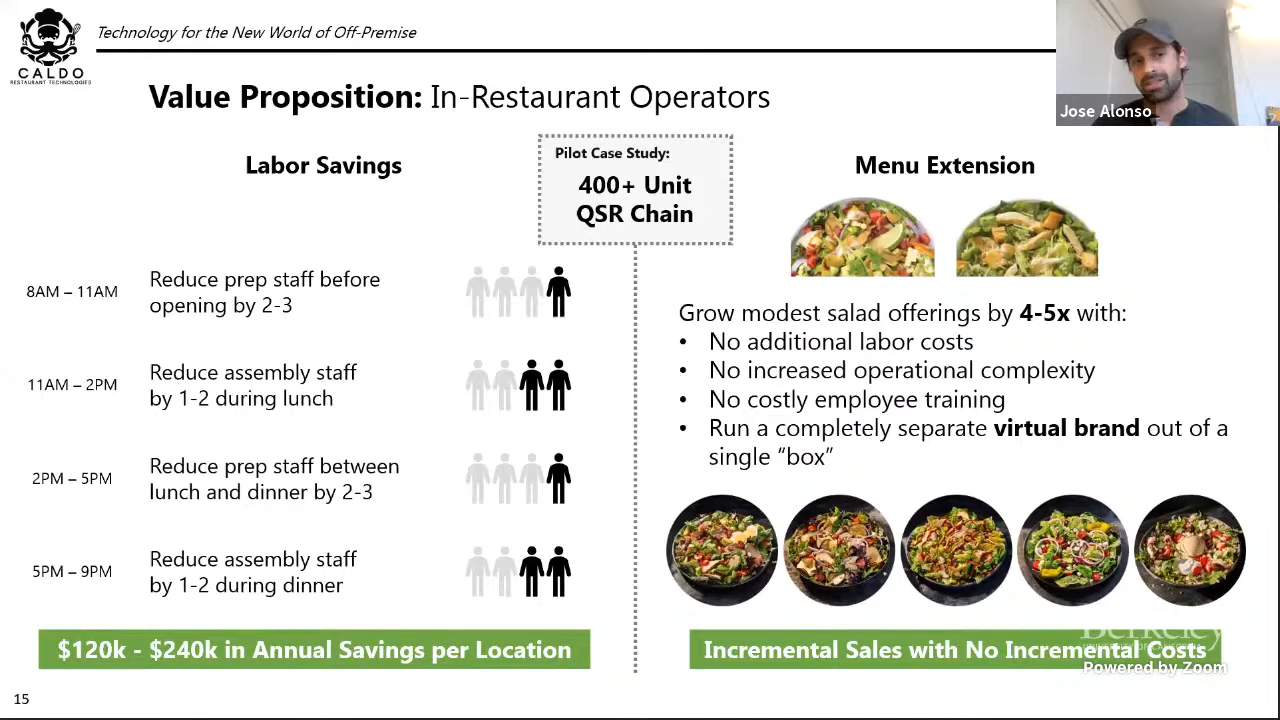 CALDO
RESTAURANT TECHNOLOGIES
Technology for the New World of Off-Premise
Jose Alonso
Value Proposition: In-Restaurant Operators
Labor Savings
Pilot Case Study:
400+ Unit
QSR Chain
Menu Extension
8AM – 11AM
Reduce prep staff before
opening by 2-3
11AM – 2PM
Reduce assembly staff
by 1-2 during lunch
2PM – 5PM
Reduce prep staff between
lunch and dinner by 2-3
5PM – 9PM
Reduce assembly staff
by 1-2 during dinner
$120k - $240k in Annual Savings per Location
Grow modest salad offerings by 4-5x with:
• No additional labor costs
• No increased operational complexity
• No costly employee training
• Run a completely separate virtual brand out of a
single “box”
Incremental Sales with No Incremental Costs
Berkeley
Powered by Zoom
15